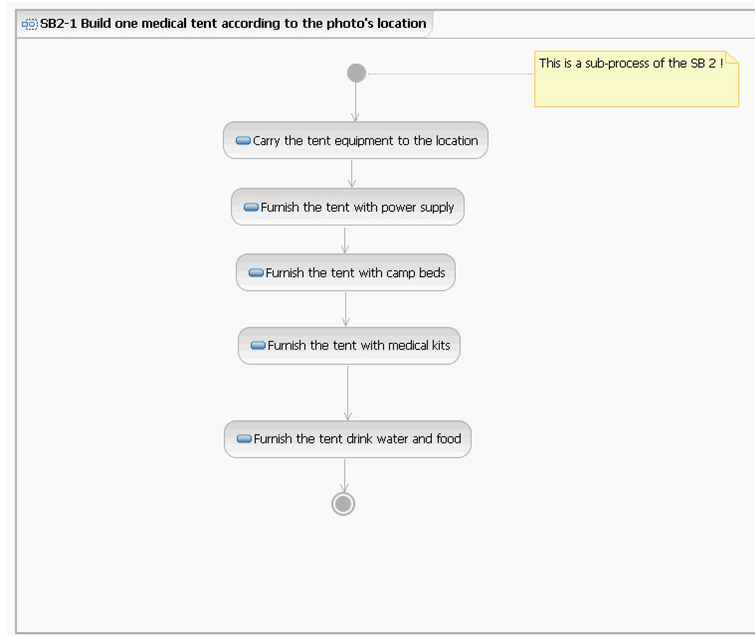 SB2-1 Build one medical tent according to the photo's location
This is a sub-process of the SB 2 !
Carry the tent equipment to the location
Furnish the tent with power supply
Furnish the tent with camp beds
Furnish the tent with medical kits
Furnish the tent drink water and food